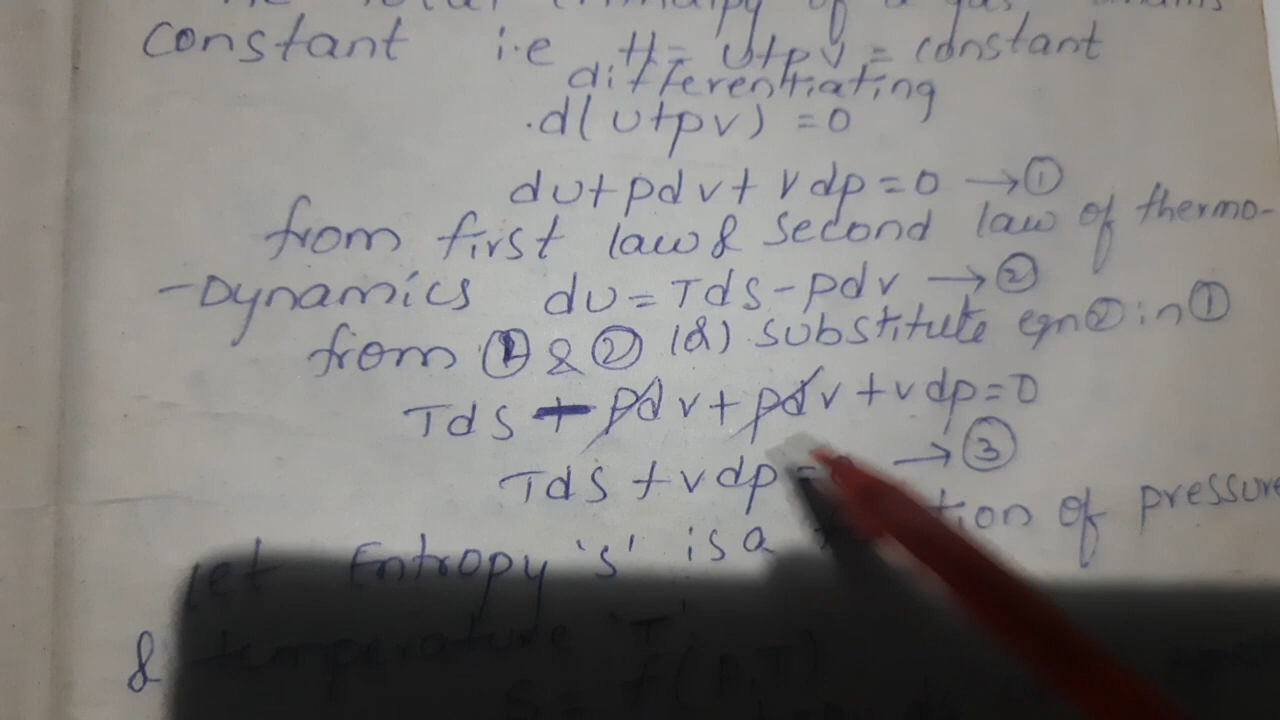 constant i.e H = U+pv = constant
differentiating
.d(U+pv) = 0
du+pdv+vdp=0 →①
from first law & second law of thermo-
-Dynamics du=Tds-pdv →②
from ① & ② (or) substitute eqn② in ①
Tds - pdv+pdv+vdp=0
Tds +vdp= →③
let Entropy 's' is a of pressure
& temperature 'T'